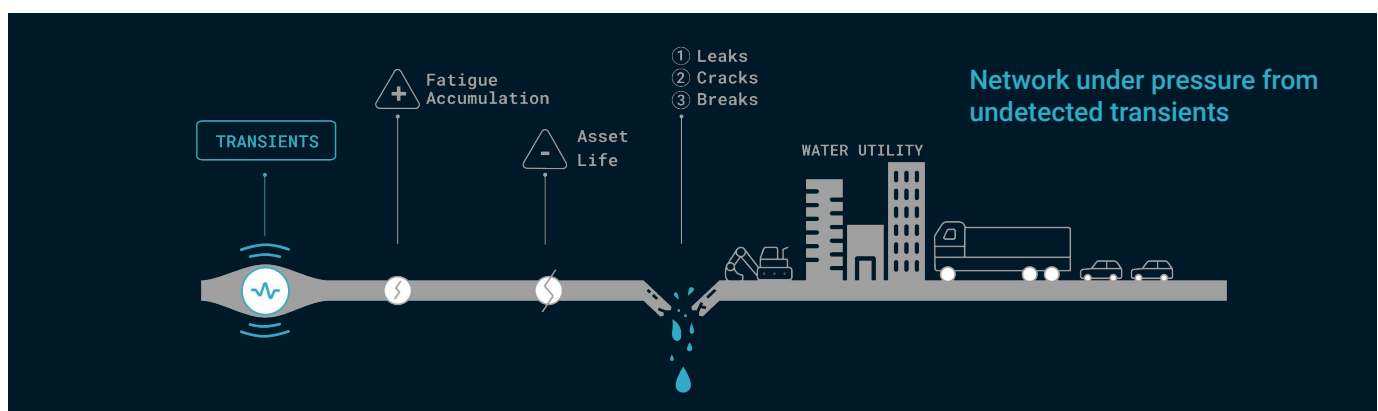 Network under pressure from
undetected transients
TRANSIENTS
+
Fatigue
Accumulation
-
Asset
Life
1 Leaks
2 Cracks
3 Breaks
WATER UTILITY